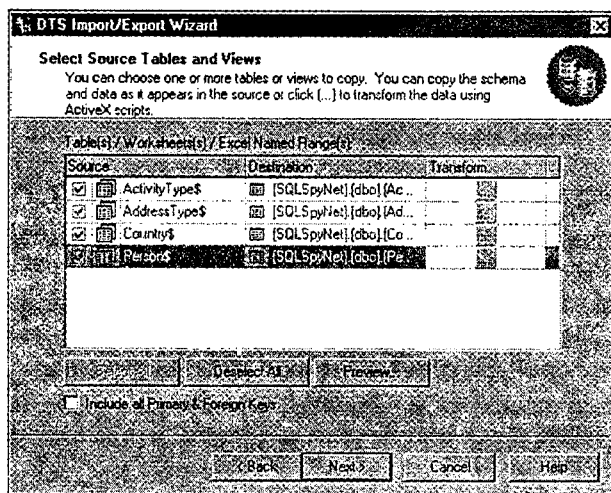 DTS Import/Export Wizard
Select Source Tables and Views
You can choose one or more tables or views to copy. You can copy the schema
and data as it appears in the source or click (...) to transform the data using
ActiveX scripts.
Table(s) / Worksheet(s) / Excel Named Range(s):
Source Destination Transform
ActivityType$ [SQLSpyNet].[dbo].[Ac...
AddressType$ [SQLSpyNet].[dbo].[Ad...
Country$ [SQLSpyNet].[dbo].[Co...
Person$ [SQLSpyNet].[dbo].[Pe...
Deselect All Preview...
Include all Primary & Foreign Keys
< Back Next > Cancel Help